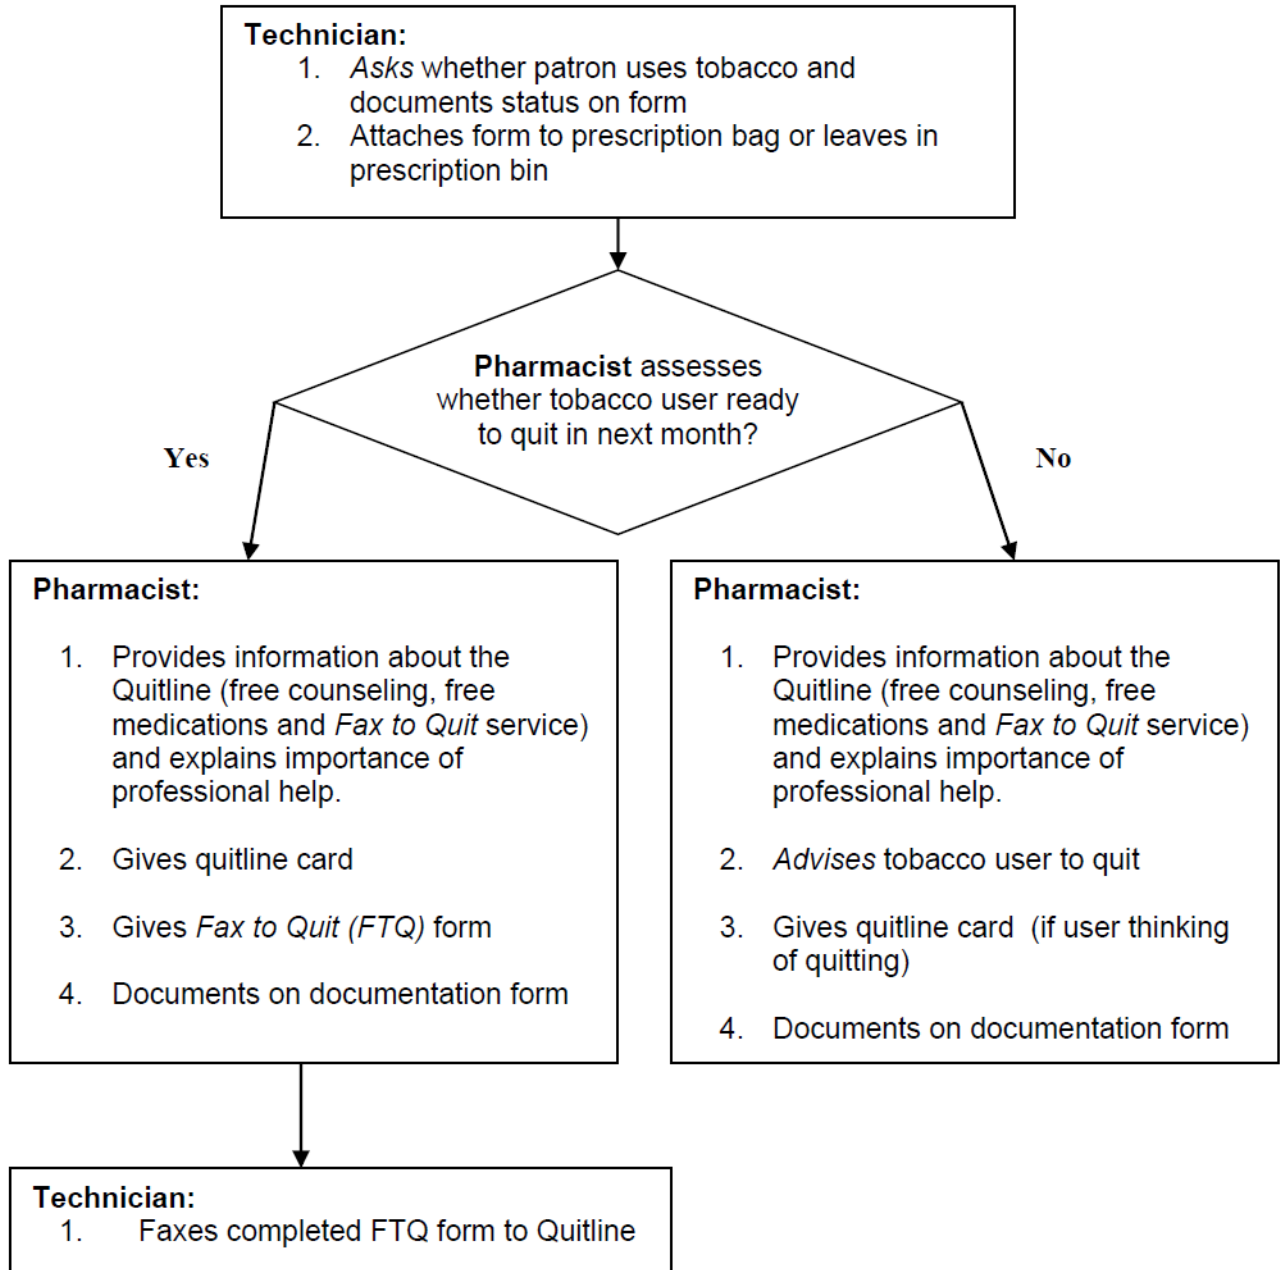 Technician:
1. Asks whether patron uses tobacco and
documents status on form
2. Attaches form to prescription bag or leaves in
prescription bin
Pharmacist assesses
whether tobacco user ready
to quit in next month?
Yes
No
Pharmacist:
1. Provides information about the
Quitline (free counseling, free
medications and Fax to Quit service)
and explains importance of
professional help.
2. Gives quitline card
3. Gives Fax to Quit (FTQ) form
4. Documents on documentation form
Pharmacist:
1. Provides information about the
Quitline (free counseling, free
medications and Fax to Quit service)
and explains importance of
professional help.
2. Advises tobacco user to quit
3. Gives quitline card (if user thinking
of quitting)
4. Documents on documentation form
Technician:
1. Faxes completed FTQ form to Quitline